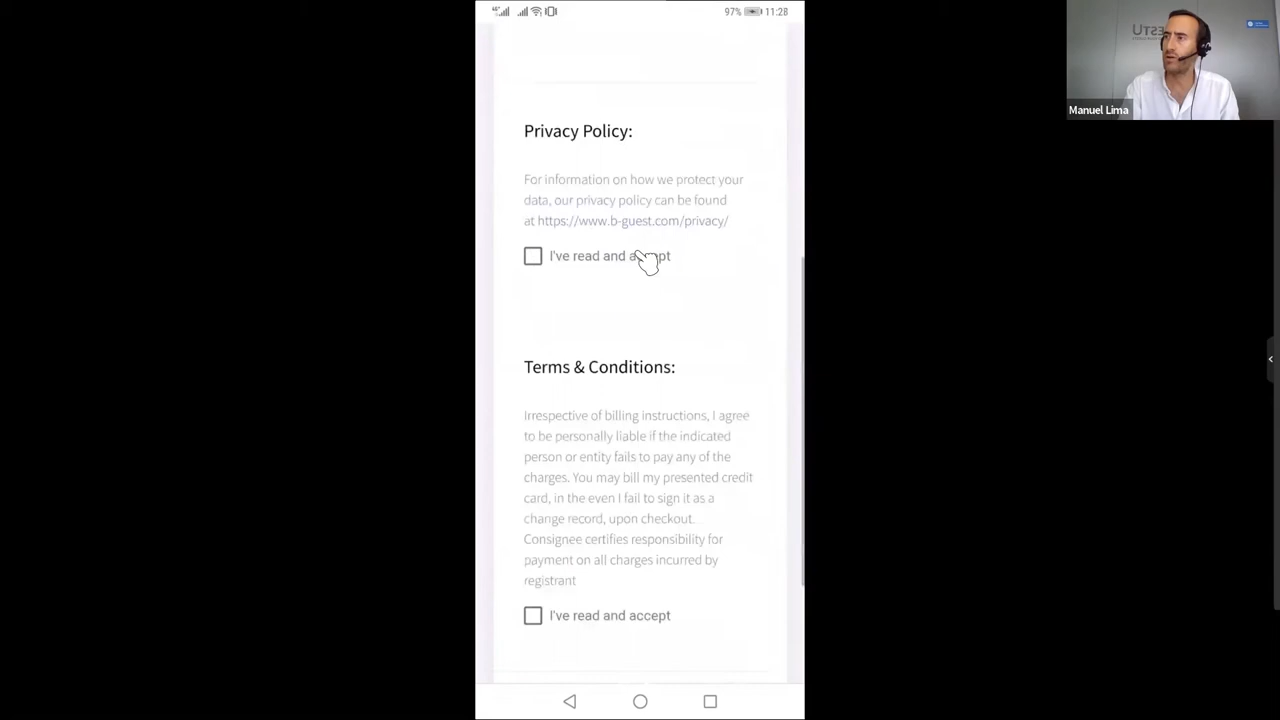 97% 11:28
Manuel Lima
Privacy Policy:
For information on how we protect your
data, our privacy policy can be found
at https://www.b-guest.com/privacy/
I've read and accept
Terms & Conditions:
Irrespective of billing instructions, I agree
to be personally liable if the indicated
person or entity fails to pay any of the
charges. You may bill my presented credit
card, in the even I fail to sign it as a
change record, upon checkout.
Consignee certifies responsibility for
payment on all charges incurred by
registrant
I've read and accept